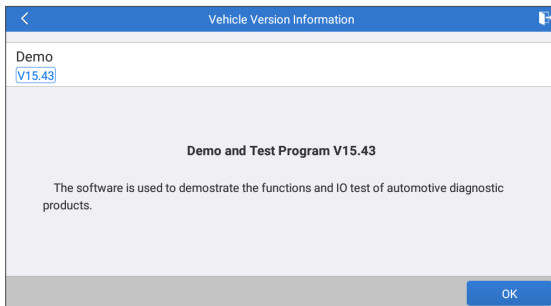 Vehicle Version Information
Demo
V15.43
Demo and Test Program V15.43
The software is used to demostrate the functions and IO test of automotive diagnostic
products.
OK